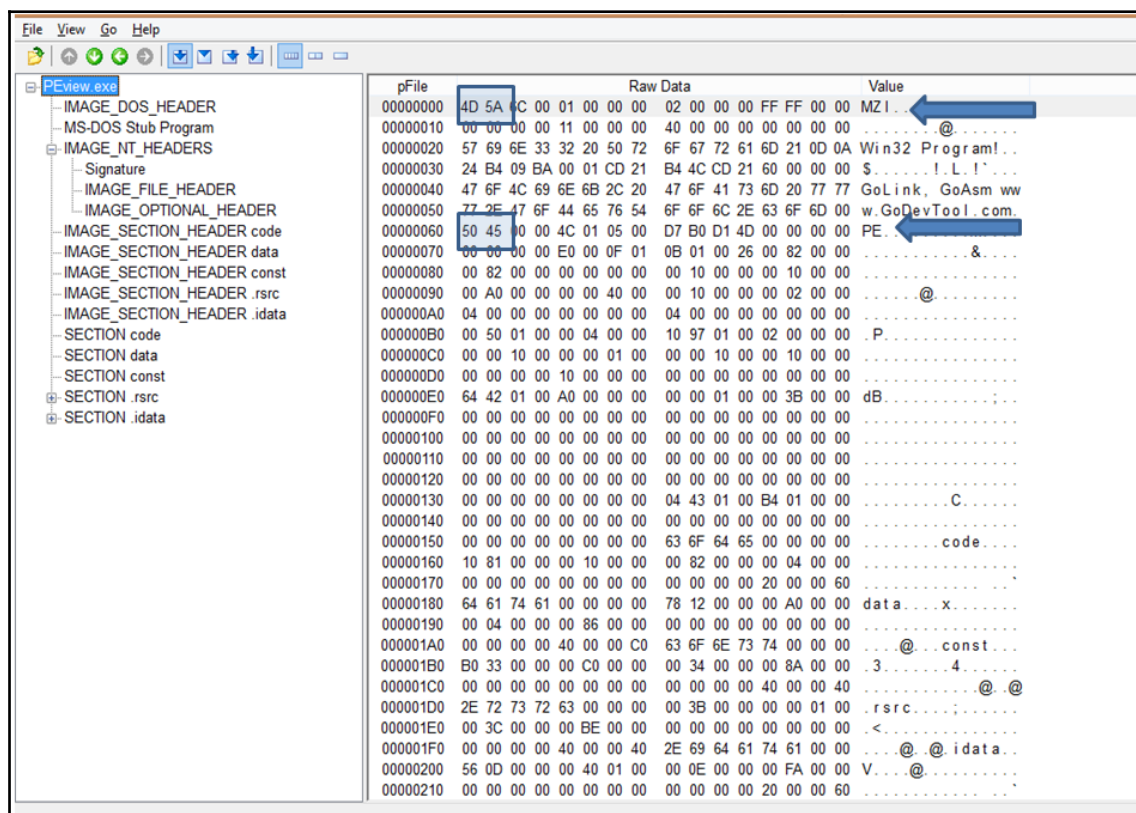 File View Go Help
PEview.exe
IMAGE_DOS_HEADER
MS-DOS Stub Program
IMAGE_NT_HEADERS
Signature
IMAGE_FILE_HEADER
IMAGE_OPTIONAL_HEADER
IMAGE_SECTION_HEADER code
IMAGE_SECTION_HEADER data
IMAGE_SECTION_HEADER const
IMAGE_SECTION_HEADER .rsrc
IMAGE_SECTION_HEADER .idata
SECTION code
SECTION data
SECTION const
SECTION .rsrc
SECTION .idata
pFile Raw Data Value
00000000 4D 5A 6C 00 01 00 00 00 02 00 00 00 FF FF 00 00 MZl..
00000010 00 00 00 00 11 00 00 00 40 00 00 00 00 00 00 00 ........@.......
00000020 57 69 6E 33 32 20 50 72 6F 67 72 61 6D 21 0D 0A Win32 Program!..
00000030 24 B4 09 BA 00 01 CD 21 B4 4C CD 21 60 00 00 00 $......!.L.!`...
00000040 47 6F 4C 69 6E 6B 2C 20 47 6F 41 73 6D 20 77 77 GoLink, GoAsm ww
00000050 77 2E 47 6F 44 65 76 54 6F 6F 6C 2E 63 6F 6D 00 w.GoDevTool.com.
00000060 50 45 00 00 4C 01 05 00 D7 B0 D1 4D 00 00 00 00 PE..
00000070 00 00 00 00 E0 00 0F 01 0B 01 00 26 00 82 00 00 ...........&....
00000080 00 82 00 00 00 00 00 00 00 10 00 00 00 10 00 00 ................
00000090 00 A0 00 00 00 00 40 00 00 10 00 00 00 02 00 00 ......@.........
000000A0 04 00 00 00 00 00 00 00 04 00 00 00 00 00 00 00 ................
000000B0 00 50 01 00 00 04 00 00 10 97 01 00 02 00 00 00 .P..............
000000C0 00 00 10 00 00 00 01 00 00 00 10 00 00 10 00 00 ................
000000D0 00 00 00 00 10 00 00 00 00 00 00 00 00 00 00 00 ................
000000E0 64 42 01 00 A0 00 00 00 00 00 01 00 00 3B 00 00 dB...........;..
000000F0 00 00 00 00 00 00 00 00 00 00 00 00 00 00 00 00 ................
00000100 00 00 00 00 00 00 00 00 00 00 00 00 00 00 00 00 ................
00000110 00 00 00 00 00 00 00 00 00 00 00 00 00 00 00 00 ................
00000120 00 00 00 00 00 00 00 00 00 00 00 00 00 00 00 00 ................
00000130 00 00 00 00 00 00 00 00 04 43 01 00 B4 01 00 00 .........C......
00000140 00 00 00 00 00 00 00 00 00 00 00 00 00 00 00 00 ................
00000150 00 00 00 00 00 00 00 00 63 6F 64 65 00 00 00 00 ........code....
00000160 10 81 00 00 00 10 00 00 00 82 00 00 00 04 00 00 ................
00000170 00 00 00 00 00 00 00 00 00 00 00 00 20 00 00 60 ............ ..`
00000180 64 61 74 61 00 00 00 00 78 12 00 00 00 A0 00 00 data....x.......
00000190 00 04 00 00 00 86 00 00 00 00 00 00 00 00 00 00 ................
000001A0 00 00 00 00 40 00 00 C0 63 6F 6E 73 74 00 00 00 ....@...const...
000001B0 B0 33 00 00 00 C0 00 00 00 34 00 00 00 8A 00 00 .3.......4......
000001C0 00 00 00 00 00 00 00 00 00 00 00 00 40 00 00 40 ............@..@
000001D0 2E 72 73 72 63 00 00 00 00 3B 00 00 00 00 01 00 .rsrc....;......
000001E0 00 3C 00 00 00 BE 00 00 00 00 00 00 00 00 00 00 .<..............
000001F0 00 00 00 00 40 00 00 40 2E 69 64 61 74 61 00 00 ....@..@.idata..
00000200 56 0D 00 00 00 40 01 00 00 0E 00 00 00 FA 00 00 V....@..........
00000210 00 00 00 00 00 00 00 00 00 00 00 00 20 00 00 60 ............ ..`